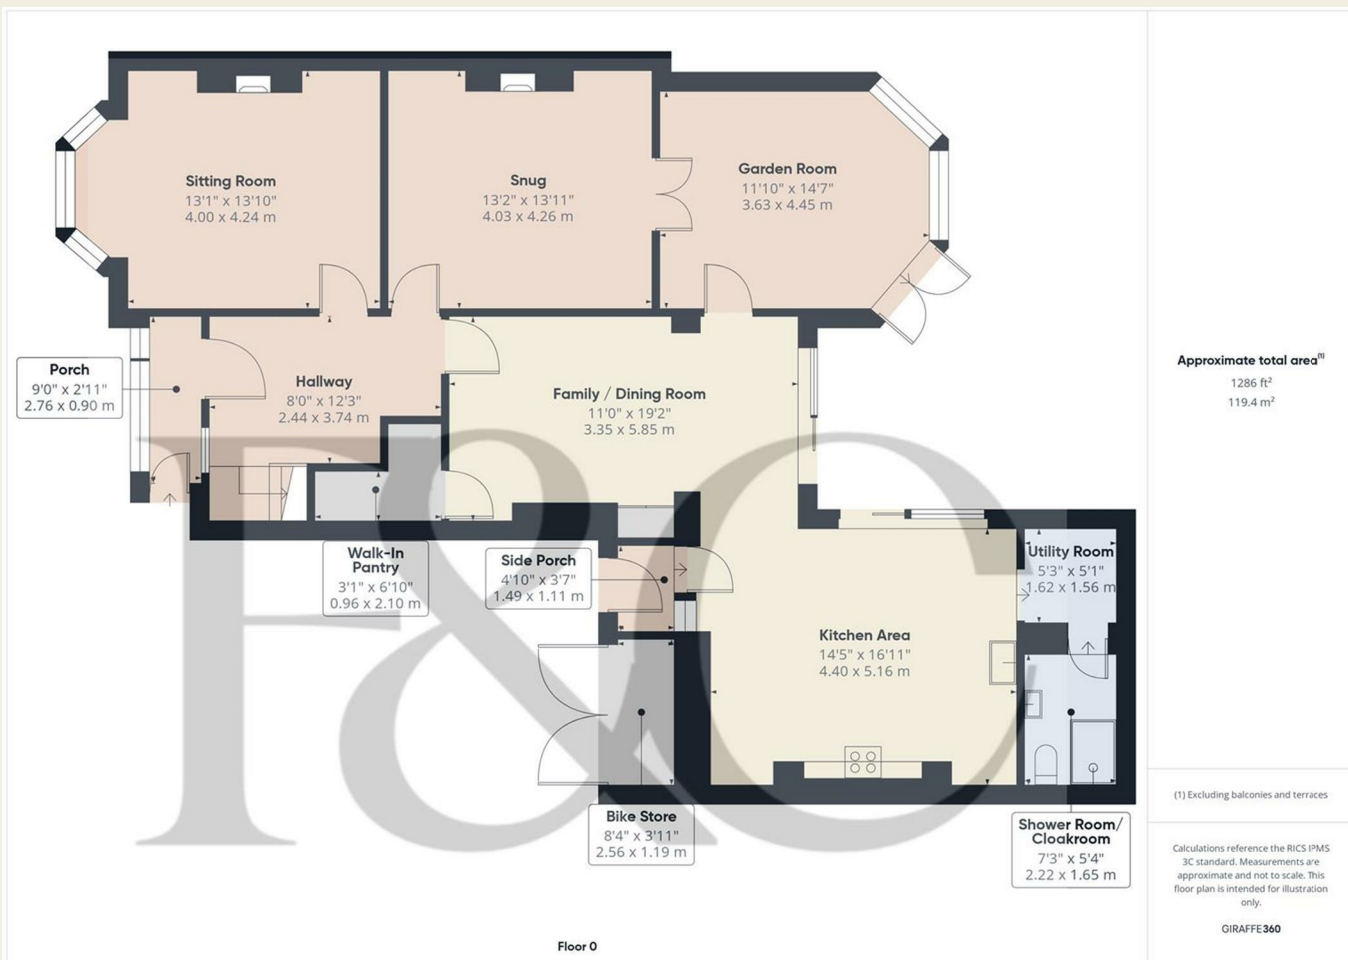 Sitting Room
13'1" x 13'10"
4.00 x 4.24 m
Snug
13'2" x 13'11"
4.03 x 4.26 m
Garden Room
11'10" x 14'7"
3.63 x 4.45 m
Porch
9'0" x 2'11"
2.76 x 0.90 m
Hallway
8'0" x 12'3"
2.44 x 3.74 m
Family / Dining Room
11'0" x 19'2"
3.35 x 5.85 m
Approximate total area(1)
1286 ft²
119.4 m²
Walk-In
Pantry
3'1" x 6'10"
0.96 x 2.10 m
Side Porch
4'10" x 3'7"
1.49 x 1.11 m
Utility Room
5'3" x 5'1"
1.62 x 1.56 m
Kitchen Area
14'5" x 16'11"
4.40 x 5.16 m
Bike Store
8'4" x 3'11"
2.56 x 1.19 m
Shower Room/
Cloakroom
7'3" x 5'4"
2.22 x 1.65 m
F&C
(1) Excluding balconies and terraces
Calculations reference the RICS IPMS
3C standard. Measurements are
approximate and not to scale. This
floor plan is intended for illustration
only.
GIRAFFE360
Floor 0